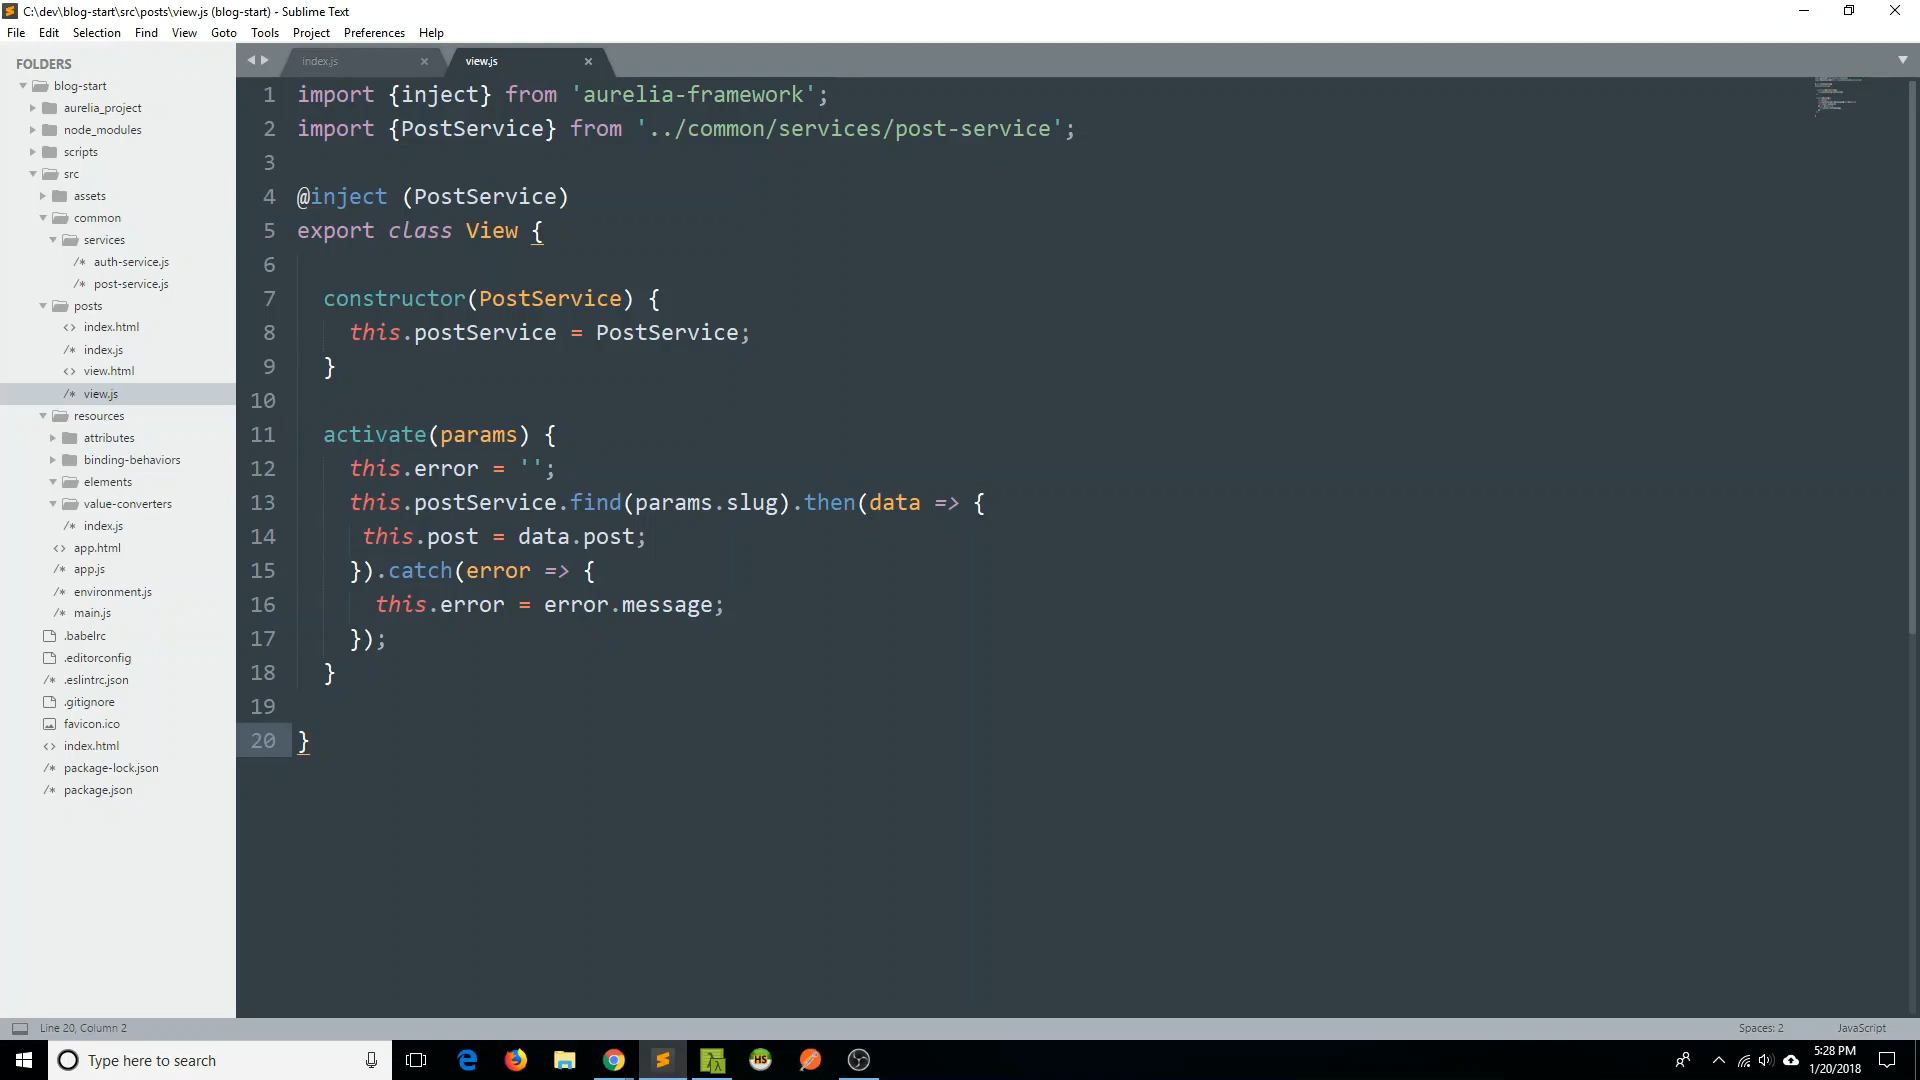 C:\dev\blog-start\src\posts\view.js (blog-start) - Sublime Text
File Edit Selection Find View Goto Tools Project Preferences Help
FOLDERS
blog-start
aurelia_project
node_modules
scripts
src
assets
common
services
/* auth-service.js
/* post-service.js
posts
<> index.html
/* index.js
<> view.html
/* view.js
resources
attributes
binding-behaviors
elements
value-converters
/* index.js
<> app.html
/* app.js
/* environment.js
/* main.js
.babelrc
.editorconfig
/* .eslintrc.json
.gitignore
favicon.ico
<> index.html
/* package-lock.json
/* package.json
index.js × view.js ×
1 import {inject} from 'aurelia-framework';
2 import {PostService} from '../common/services/post-service';
3
4 @inject (PostService)
5 export class View {
6
7 constructor(PostService) {
8 this.postService = PostService;
9 }
10
11 activate(params) {
12 this.error = '';
13 this.postService.find(params.slug).then(data => {
14 this.post = data.post;
15 }).catch(error => {
16 this.error = error.message;
17 });
18 }
19
20 }
Line 20, Column 2
Spaces: 2
JavaScript
Type here to search
HS
5:28 PM
1/20/2018